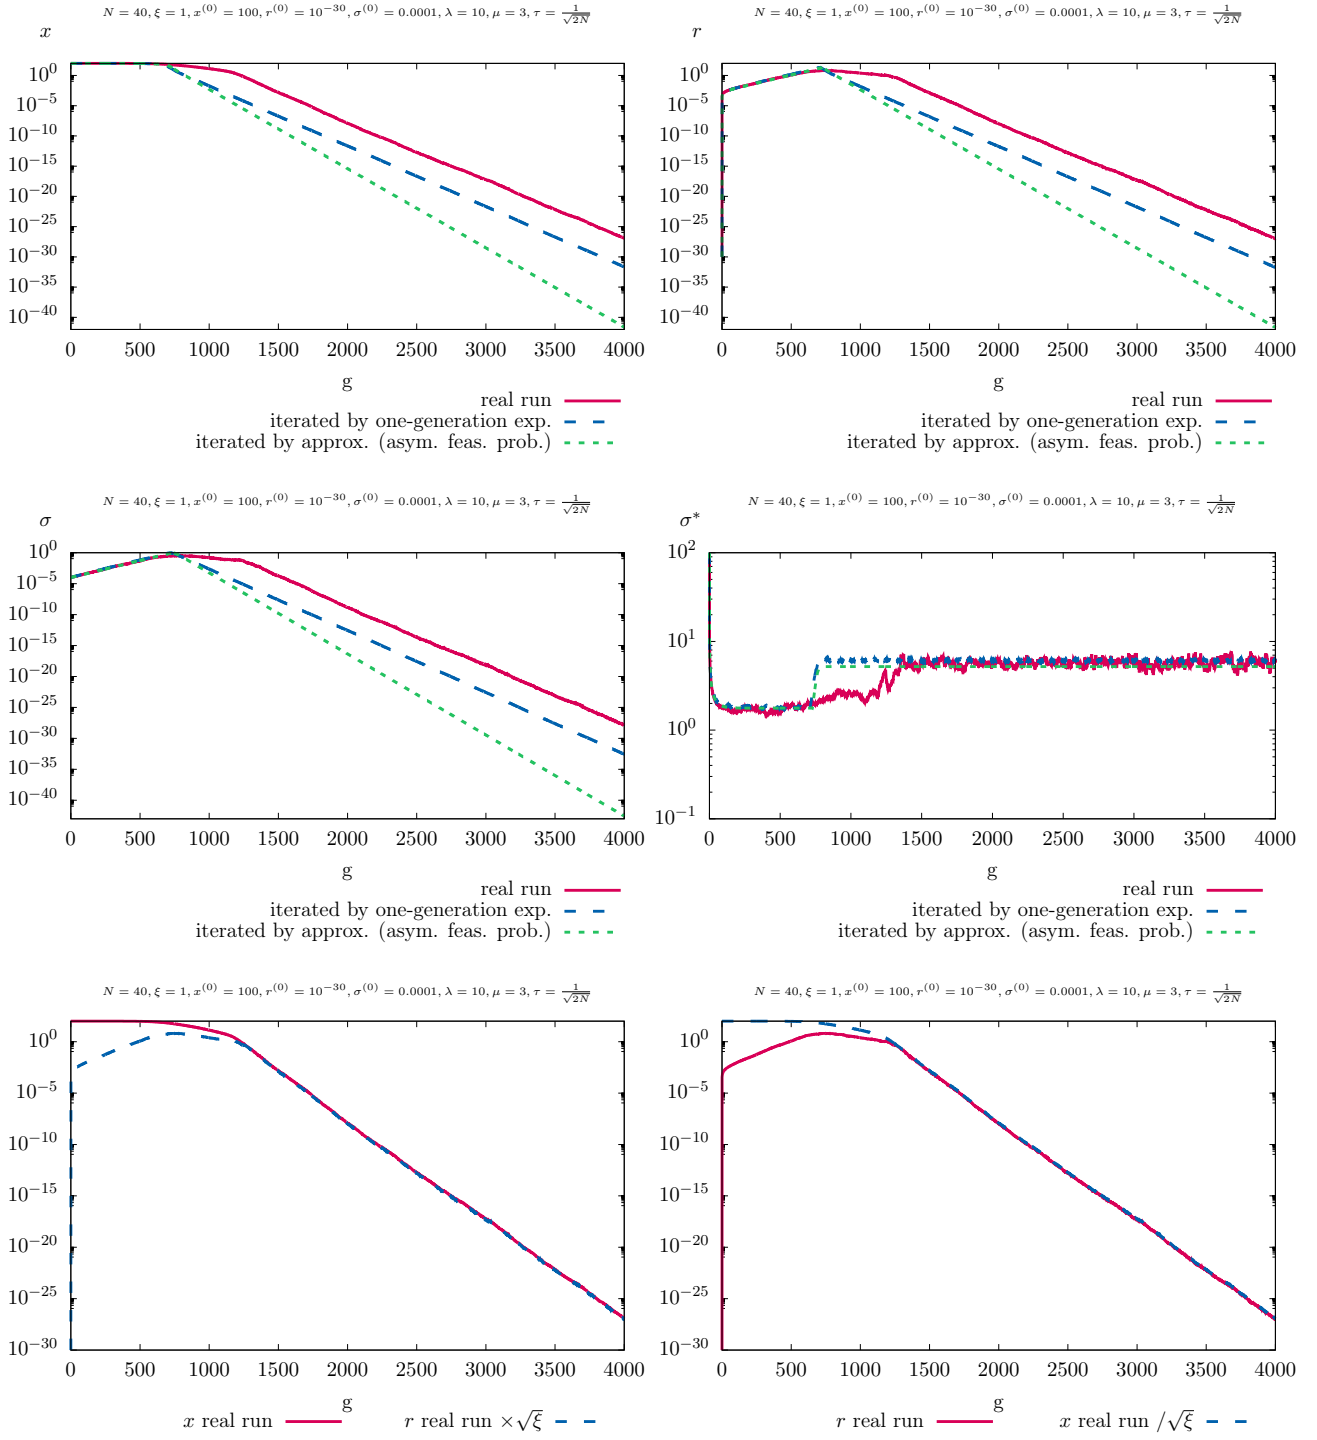 N = 40, ξ = 1, x^(0) = 100, r^(0) = 10^−30, σ^(0) = 0.0001, λ = 10, μ = 3, τ = 1/√2N
x
10^0
10^−5
10^−10
10^−15
10^−20
10^−25
10^−30
10^−35
10^−40
0 500 1000 1500 2000 2500 3000 3500 4000
g
real run
iterated by one-generation exp.
iterated by approx. (asym. feas. prob.)
N = 40, ξ = 1, x^(0) = 100, r^(0) = 10^−30, σ^(0) = 0.0001, λ = 10, μ = 3, τ = 1/√2N
r
10^0
10^−5
10^−10
10^−15
10^−20
10^−25
10^−30
10^−35
10^−40
0 500 1000 1500 2000 2500 3000 3500 4000
g
real run
iterated by one-generation exp.
iterated by approx. (asym. feas. prob.)
N = 40, ξ = 1, x^(0) = 100, r^(0) = 10^−30, σ^(0) = 0.0001, λ = 10, μ = 3, τ = 1/√2N
σ
10^0
10^−5
10^−10
10^−15
10^−20
10^−25
10^−30
10^−35
10^−40
0 500 1000 1500 2000 2500 3000 3500 4000
g
real run
iterated by one-generation exp.
iterated by approx. (asym. feas. prob.)
N = 40, ξ = 1, x^(0) = 100, r^(0) = 10^−30, σ^(0) = 0.0001, λ = 10, μ = 3, τ = 1/√2N
σ*
10^2
10^1
10^0
10^−1
0 500 1000 1500 2000 2500 3000 3500 4000
g
real run
iterated by one-generation exp.
iterated by approx. (asym. feas. prob.)
N = 40, ξ = 1, x^(0) = 100, r^(0) = 10^−30, σ^(0) = 0.0001, λ = 10, μ = 3, τ = 1/√2N
10^0
10^−5
10^−10
10^−15
10^−20
10^−25
10^−30
0 500 1000 1500 2000 2500 3000 3500 4000
g
x real run r real run ×√ξ
N = 40, ξ = 1, x^(0) = 100, r^(0) = 10^−30, σ^(0) = 0.0001, λ = 10, μ = 3, τ = 1/√2N
10^0
10^−5
10^−10
10^−15
10^−20
10^−25
10^−30
0 500 1000 1500 2000 2500 3000 3500 4000
g
r real run x real run /√ξ